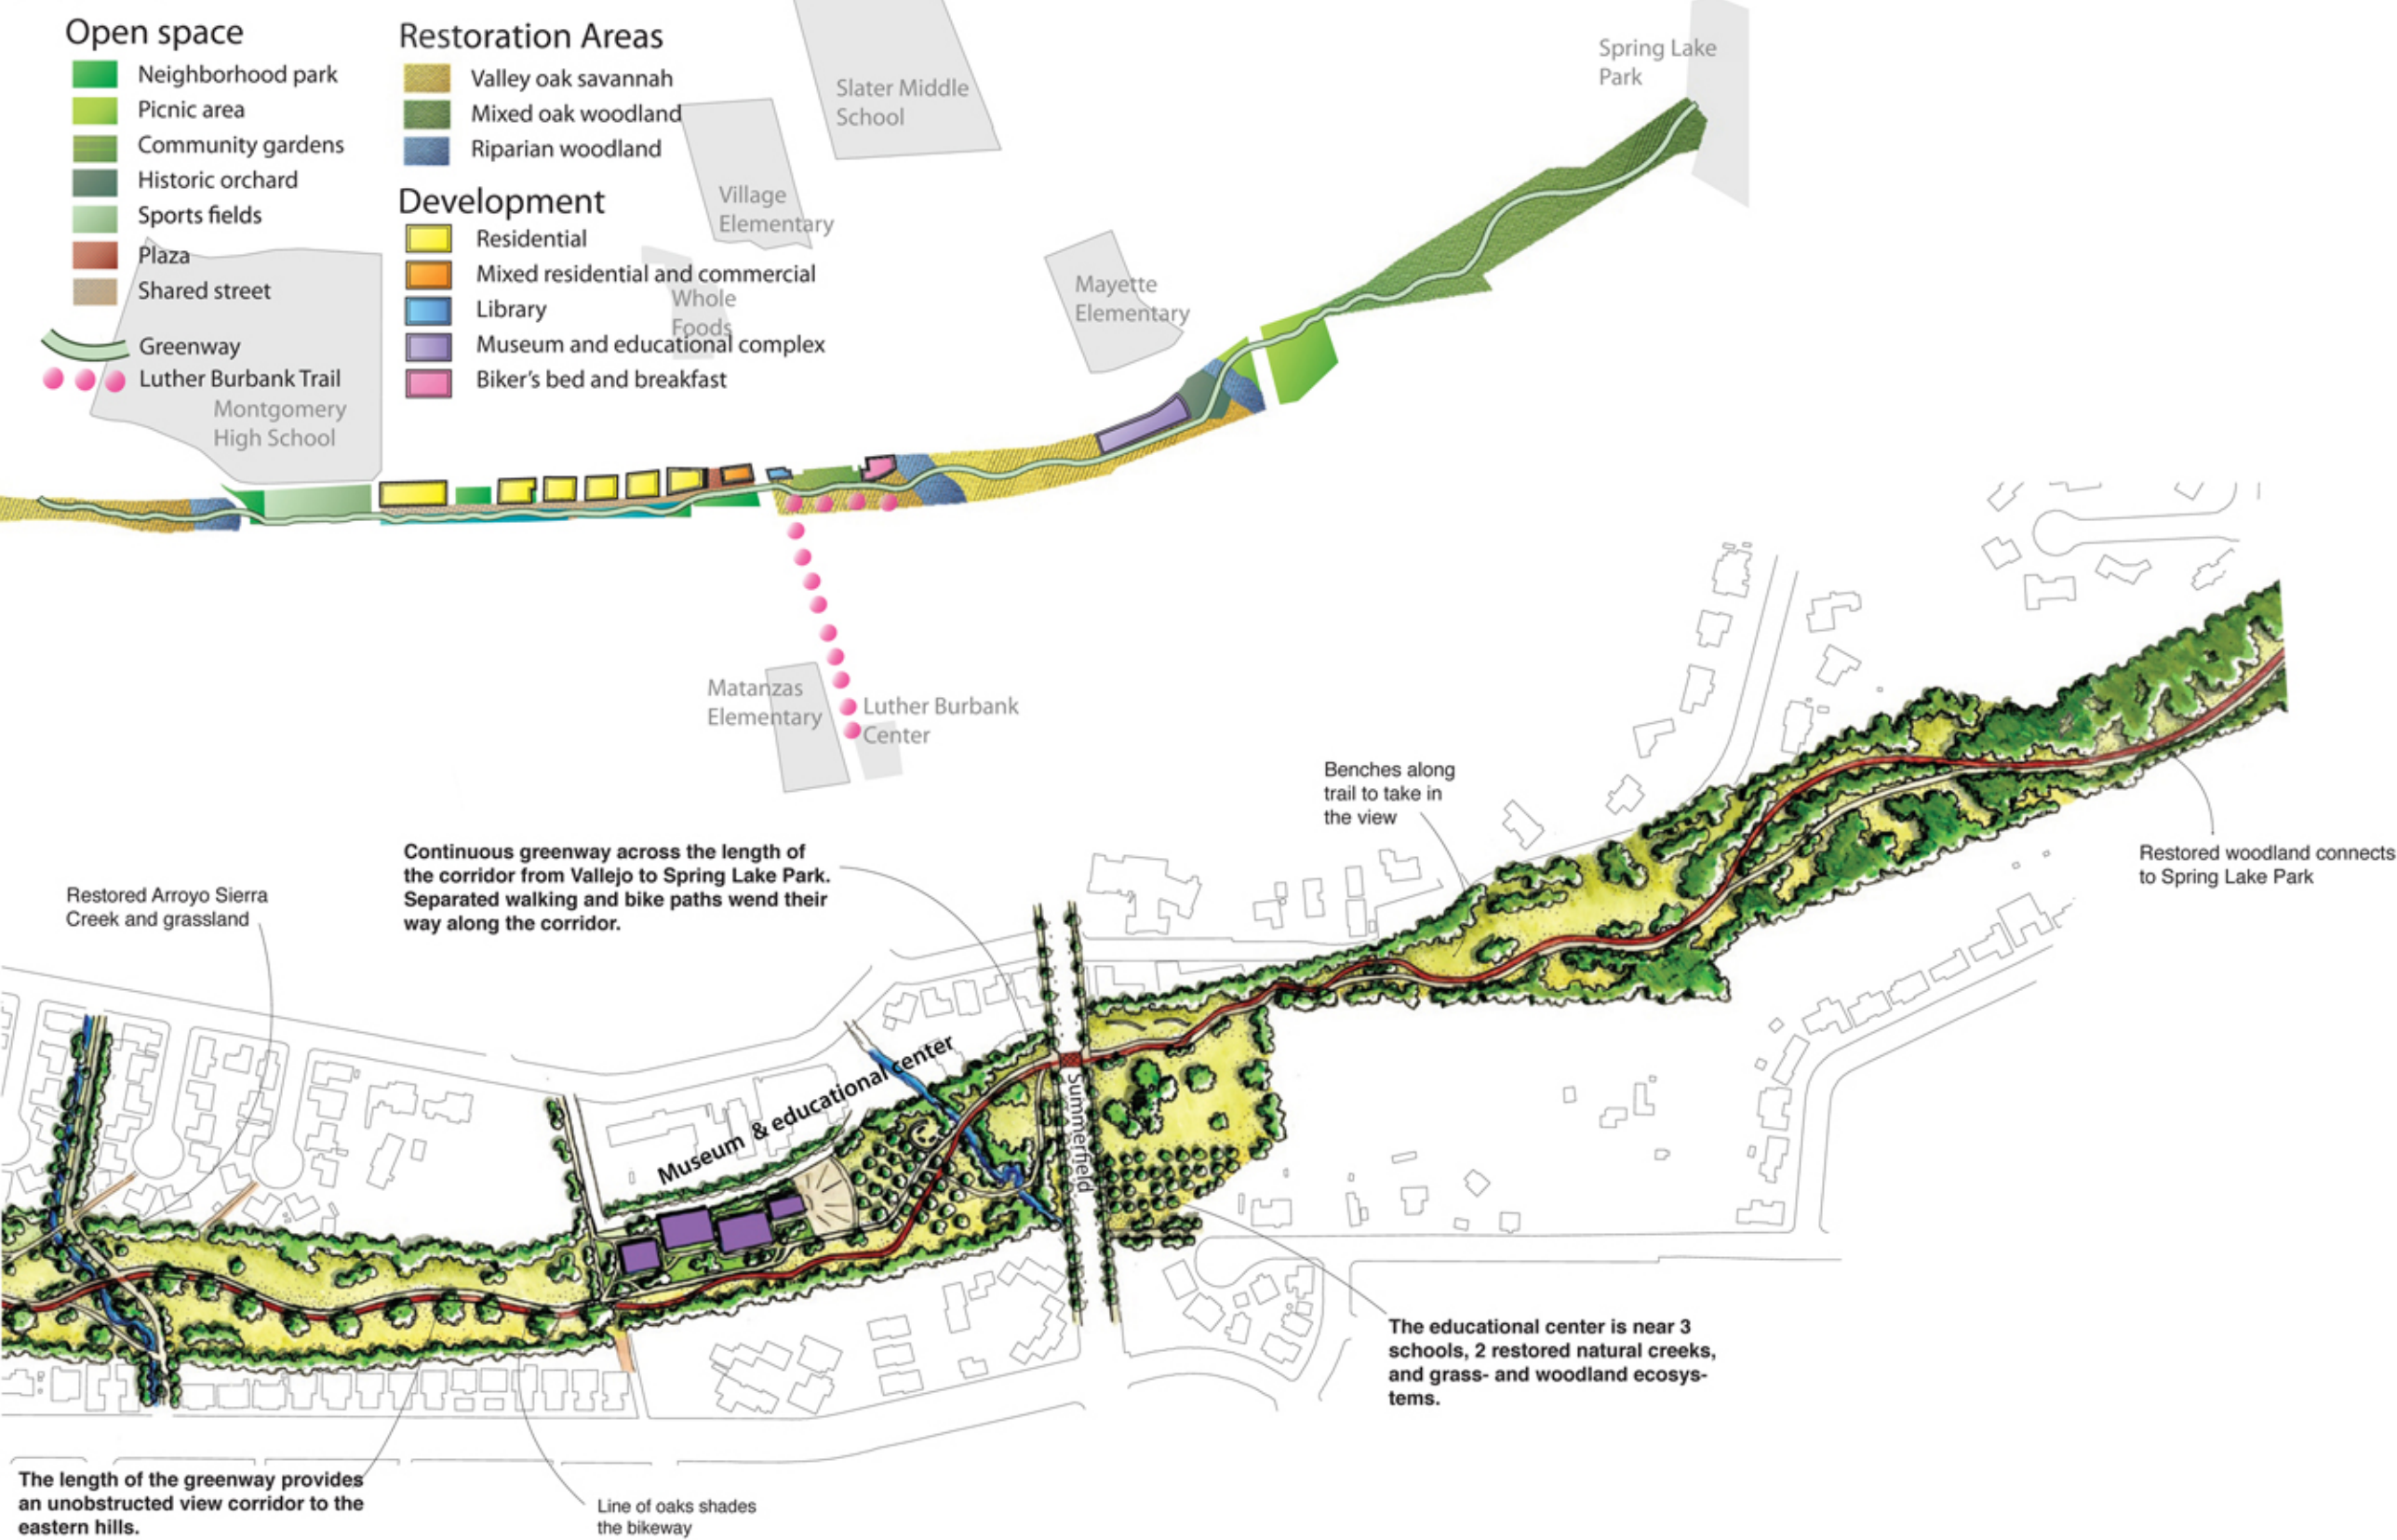 Open space
Neighborhood park
Picnic area
Community gardens
Historic orchard
Sports fields
Plaza
Shared street
Greenway
Luther Burbank Trail
Restoration Areas
Valley oak savannah
Mixed oak woodland
Riparian woodland
Development
Residential
Mixed residential and commercial
Library
Museum and educational complex
Biker's bed and breakfast
Montgomery
High School
Village
Elementary
Whole
Foods
Slater Middle
School
Mayette
Elementary
Spring Lake
Park
Matanzas
Elementary
Luther Burbank
Center
Benches along
trail to take in
the view
Restored woodland connects
to Spring Lake Park
Continuous greenway across the length of
the corridor from Vallejo to Spring Lake Park.
Separated walking and bike paths wend their
way along the corridor.
Restored Arroyo Sierra
Creek and grassland
Museum & educational center
Summerfield
The educational center is near 3
schools, 2 restored natural creeks,
and grass- and woodland ecosys-
tems.
The length of the greenway provides
an unobstructed view corridor to the
eastern hills.
Line of oaks shades
the bikeway